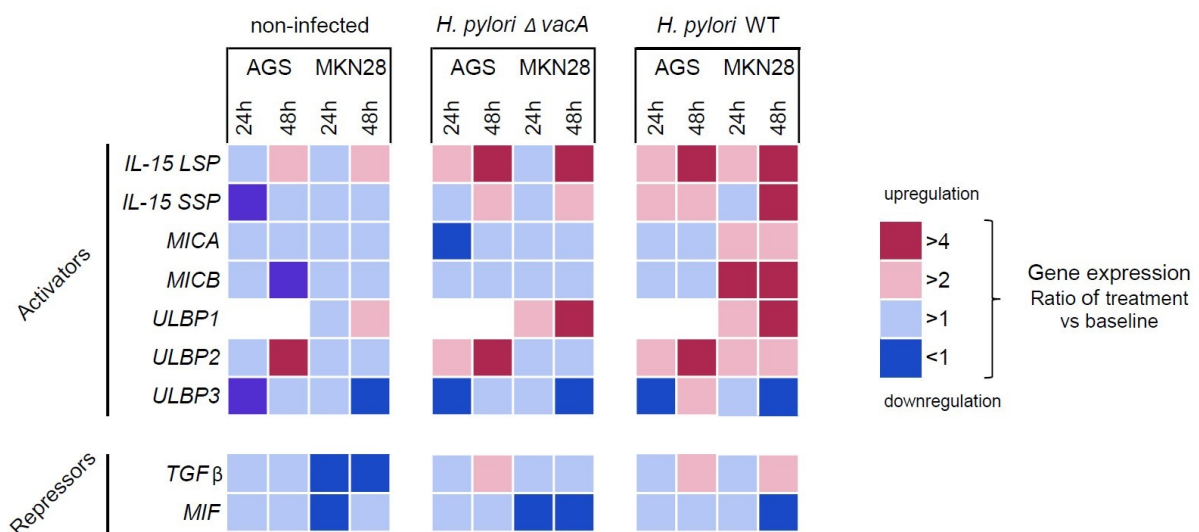 non-infected
H. pylori Δ vacA
H. pylori WT
AGS MKN28
AGS MKN28
AGS MKN28
24h 48h 24h 48h
24h 48h 24h 48h
24h 48h 24h 48h
Activators
IL-15 LSP
IL-15 SSP
MICA
MICB
ULBP1
ULBP2
ULBP3
Repressors
TGFβ
MIF
upregulation
>4
>2
>1
<1
downregulation
Gene expression
Ratio of treatment
vs baseline